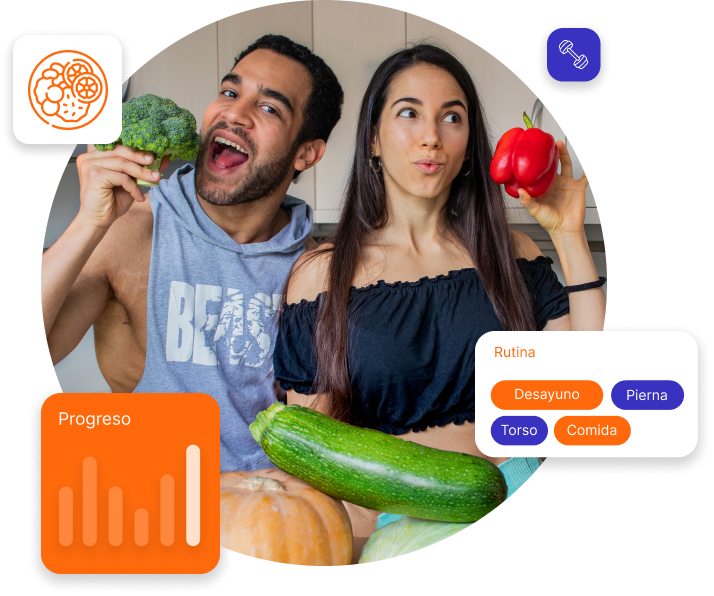 BEAST
Rutina
Desayuno
Pierna
Torso
Comida
Progreso